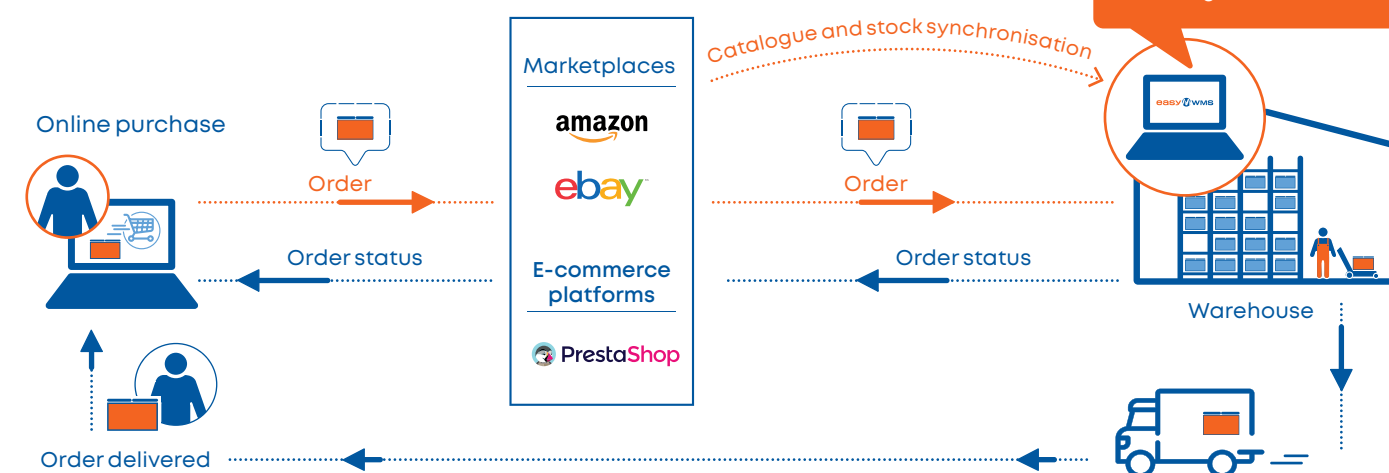 Catalogue and stock synchronisation
Marketplaces
easy WMS
amazon
Online purchase
ebay
Order
Order
Order status
Order status
E-commerce
platforms
Warehouse
PrestaShop
Order delivered